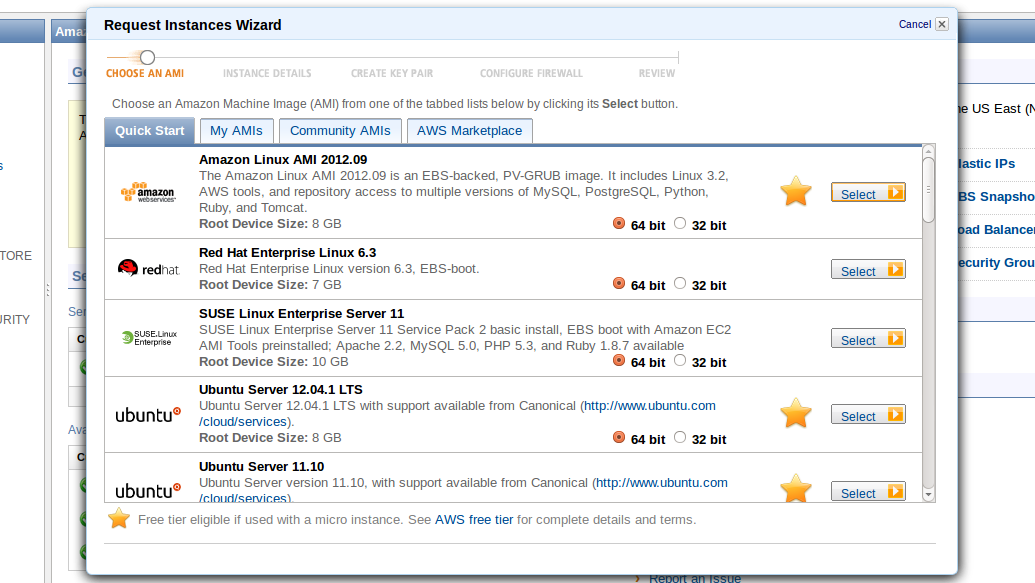 Request Instances Wizard
Cancel
CHOOSE AN AMI
INSTANCE DETAILS
CREATE KEY PAIR
CONFIGURE FIREWALL
REVIEW
Choose an Amazon Machine Image (AMI) from one of the tabbed lists below by clicking its Select button.
Quick Start
My AMIs
Community AMIs
AWS Marketplace
amazon
webservices
Amazon Linux AMI 2012.09
The Amazon Linux AMI 2012.09 is an EBS-backed, PV-GRUB image. It includes Linux 3.2,
AWS tools, and repository access to multiple versions of MySQL, PostgreSQL, Python,
Ruby, and Tomcat.
Root Device Size: 8 GB
64 bit
32 bit
Select
redhat.
Red Hat Enterprise Linux 6.3
Red Hat Enterprise Linux version 6.3, EBS-boot.
Root Device Size: 7 GB
64 bit
32 bit
Select
SUSE.Linux
Enterprise
SUSE Linux Enterprise Server 11
SUSE Linux Enterprise Server 11 Service Pack 2 basic install, EBS boot with Amazon EC2
AMI Tools preinstalled; Apache 2.2, MySQL 5.0, PHP 5.3, and Ruby 1.8.7 available
Root Device Size: 10 GB
64 bit
32 bit
Select
ubuntu
Ubuntu Server 12.04.1 LTS
Ubuntu Server 12.04.1 LTS with support available from Canonical (http://www.ubuntu.com
/cloud/services).
Root Device Size: 8 GB
64 bit
32 bit
Select
ubuntu
Ubuntu Server 11.10
Ubuntu Server version 11.10, with support available from Canonical (http://www.ubuntu.com
/cloud/services).
Select
Free tier eligible if used with a micro instance. See AWS free tier for complete details and terms.
Amaz
TORE
URITY
he US East (N
lastic IPs
BS Snapsho
oad Balancer
ecurity Grou
Report an Issue